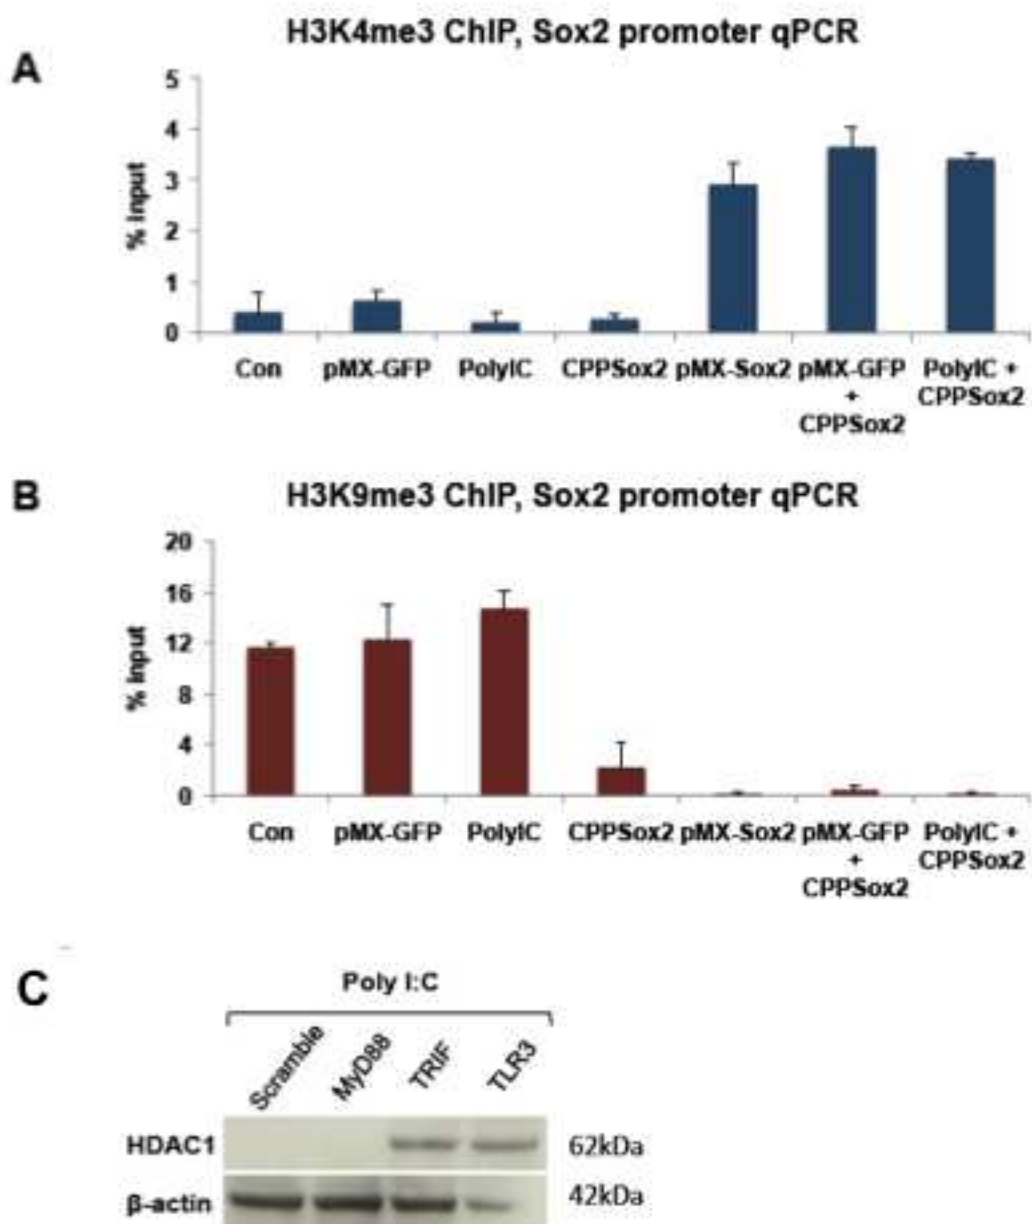 H3K4me3 ChIP, Sox2 promoter qPCR
A
5
4
3
2
1
0
% Input
Con pMX-GFP PolyIC CPPSox2 pMX-Sox2 pMX-GFP PolyIC +
+ CPPSox2
CPPSox2
B
H3K9me3 ChIP, Sox2 promoter qPCR
20
16
12
8
4
0
% Input
Con pMX-GFP PolyIC CPPSox2 pMX-Sox2 pMX-GFP PolyIC +
+ CPPSox2
CPPSox2
C
Poly I:C
Scramble MyD88 TRIF TLR3
HDAC1 62kDa
β-actin 42kDa